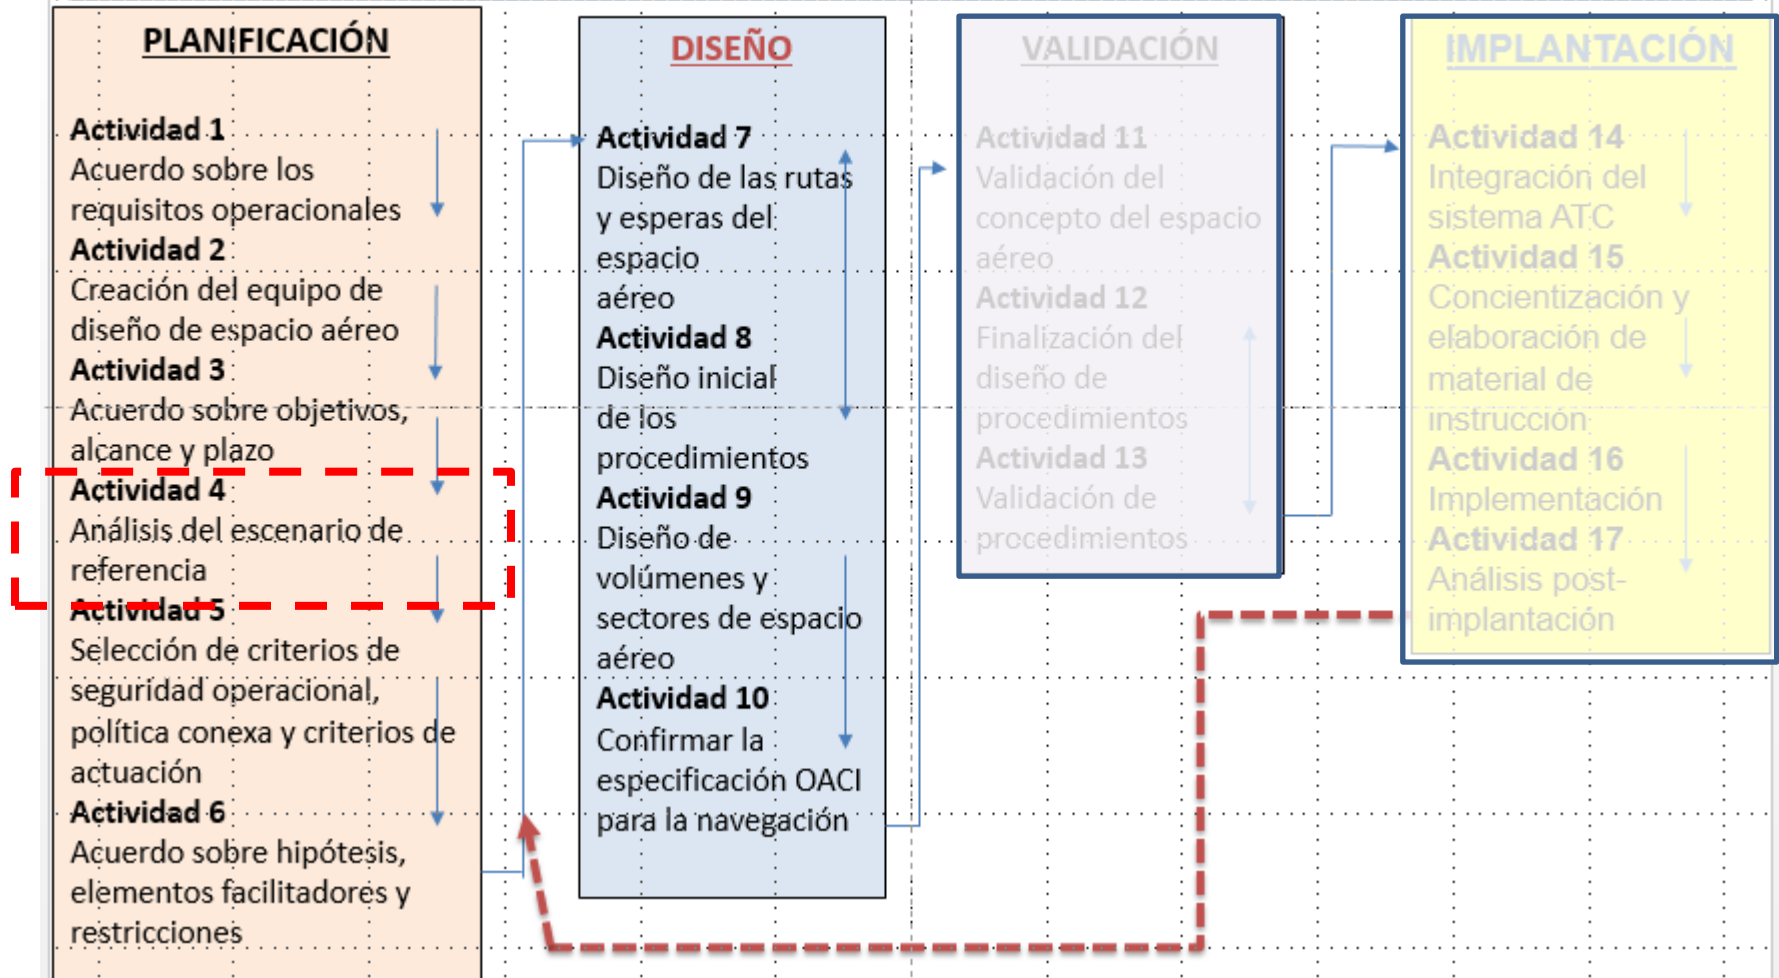 PLANIFICACIÓN
Actividad 1
Acuerdo sobre los
requisitos operacionales
Actividad 2
Creación del equipo de
diseño de espacio aéreo
Actividad 3
Acuerdo sobre objetivos,
alcance y plazo
Actividad 4
Análisis del escenario de
referencia
Actividad 5
Selección de criterios de
seguridad operacional,
política conexa y criterios de
actuación
Actividad 6
Acuerdo sobre hipótesis,
elementos facilitadores y
restricciones
DISEÑO
Actividad 7
Diseño de las rutas
y esperas del
espacio
aéreo
Actividad 8
Diseño inicial
de los
procedimientos
Actividad 9
Diseño de
volúmenes y
sectores de espacio
aéreo
Actividad 10
Confirmar la
especificación OACI
para la navegación
VALIDACIÓN
Actividad 11
Validación del
concepto del espacio
aéreo
Actividad 12
Finalización del
diseño de
procedimientos
Actividad 13
Validación de
procedimientos
IMPLANTACIÓN
Actividad 14
Integración del
sistema ATC
Actividad 15
Concientización y
elaboración de
material de
instrucción
Actividad 16
Implementación
Actividad 17
Análisis post-
implantación